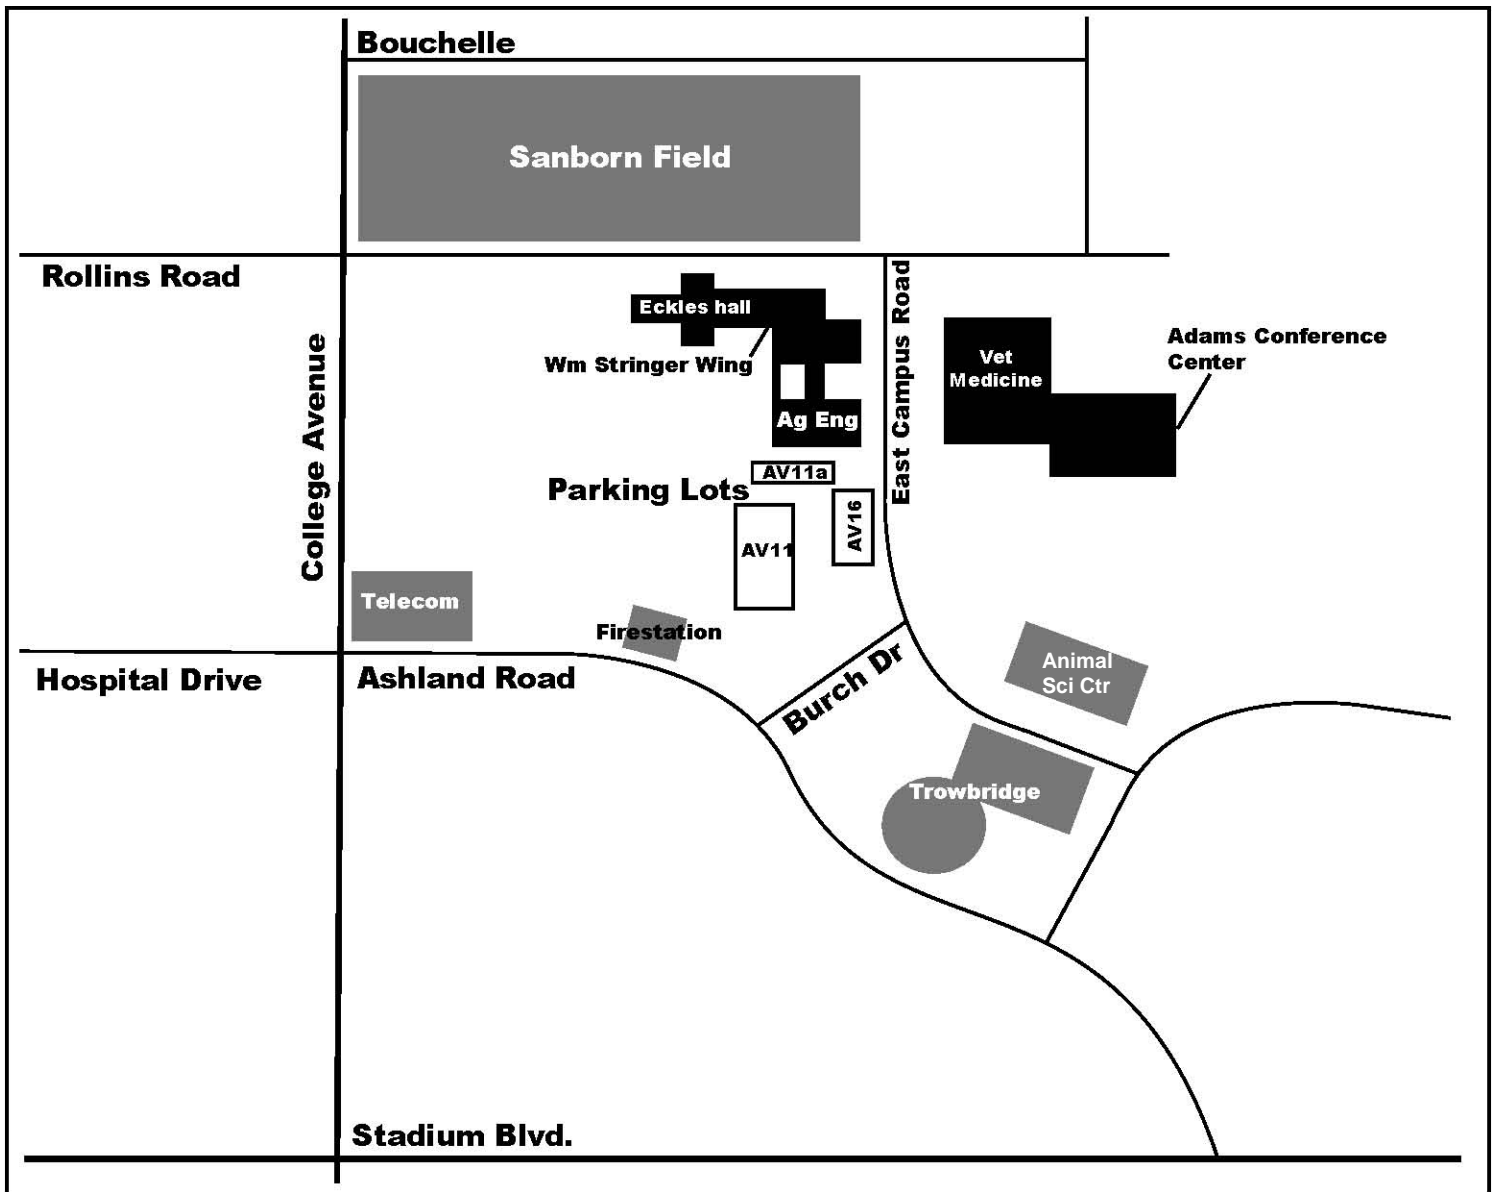 Bouchelle
Sanborn Field
Rollins Road
Eckles hall
East Campus Road
Adams Conference
Center
Vet
Medicine
Wm Stringer Wing
College Avenue
Ag Eng
AV11a
Parking Lots
AV16
AV11
Telecom
Firestation
Hospital Drive
Ashland Road
Burch Dr
Animal
Sci Ctr
Trowbridge
Stadium Blvd.